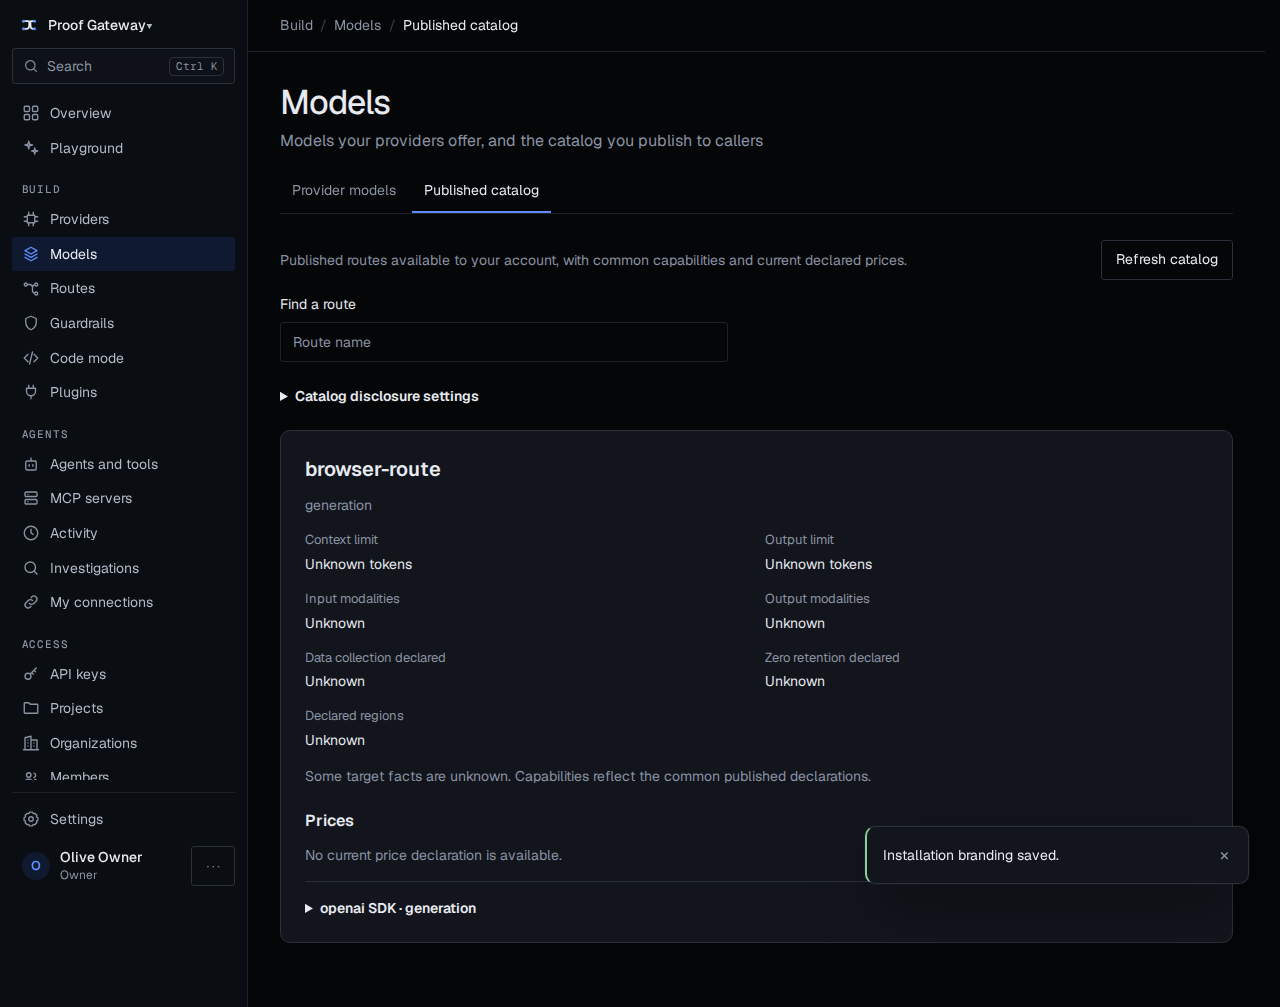 Proof Gateway▾
Search Ctrl K
Overview
Playground
BUILD
Providers
Models
Routes
Guardrails
Code mode
Plugins
AGENTS
Agents and tools
MCP servers
Activity
Investigations
My connections
ACCESS
API keys
Projects
Organizations
Members
Settings
O
Olive Owner
Owner
...
Build / Models / Published catalog
Models
Models your providers offer, and the catalog you publish to callers
Provider models Published catalog
Published routes available to your account, with common capabilities and current declared prices.
Refresh catalog
Find a route
Route name
▶ Catalog disclosure settings
browser-route
generation
Context limit
Unknown tokens
Output limit
Unknown tokens
Input modalities
Unknown
Output modalities
Unknown
Data collection declared
Unknown
Zero retention declared
Unknown
Declared regions
Unknown
Some target facts are unknown. Capabilities reflect the common published declarations.
Prices
No current price declaration is available.
▶ openai SDK · generation
Installation branding saved. ×